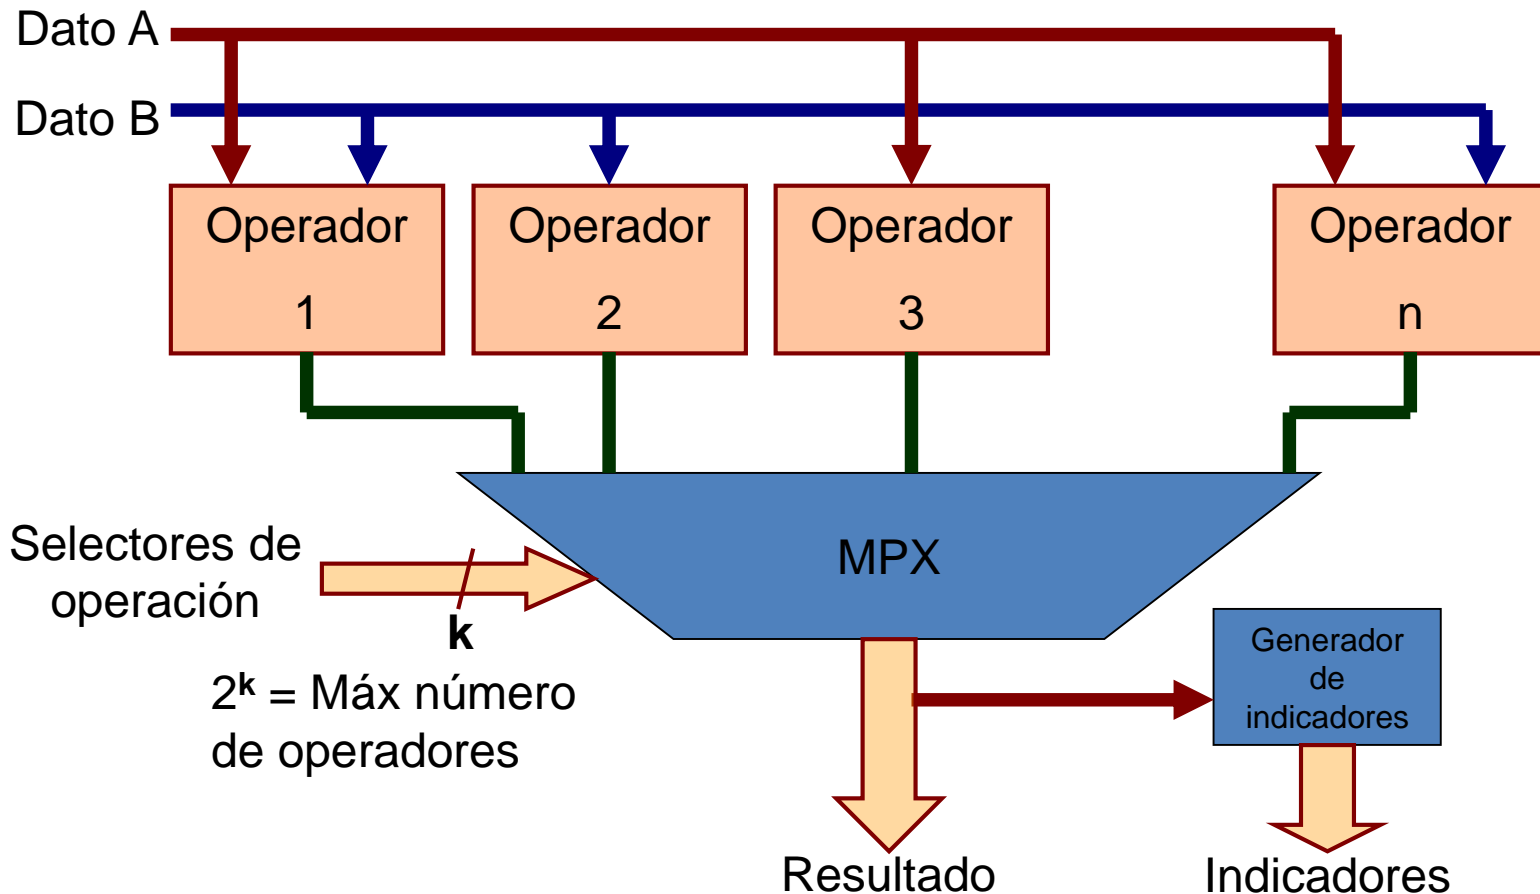 Dato A
Dato B
Operador
1
Operador
2
Operador
3
Operador
n
Selectores de
operación
k
2ᵏ = Máx número
de operadores
MPX
Generador
de
indicadores
Resultado
Indicadores